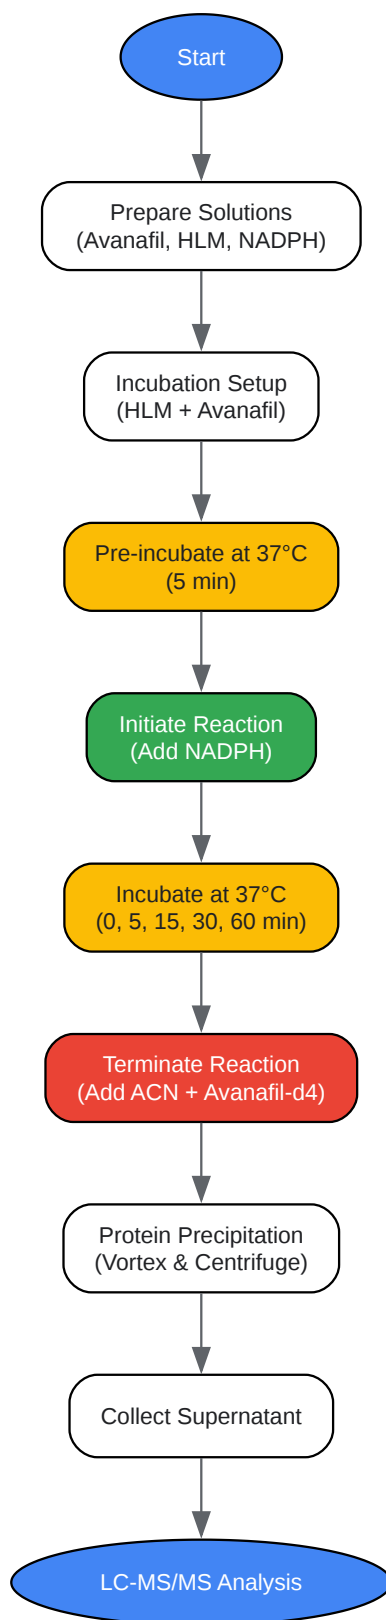 Start
Prepare Solutions
(Avanafil, HLM, NADPH)
Incubation Setup
(HLM + Avanafil)
Pre-incubate at 37°C
(5 min)
Initiate Reaction
(Add NADPH)
Incubate at 37°C
(0, 5, 15, 30, 60 min)
Terminate Reaction
(Add ACN + Avanafil-d4)
Protein Precipitation
(Vortex & Centrifuge)
Collect Supernatant
LC-MS/MS Analysis